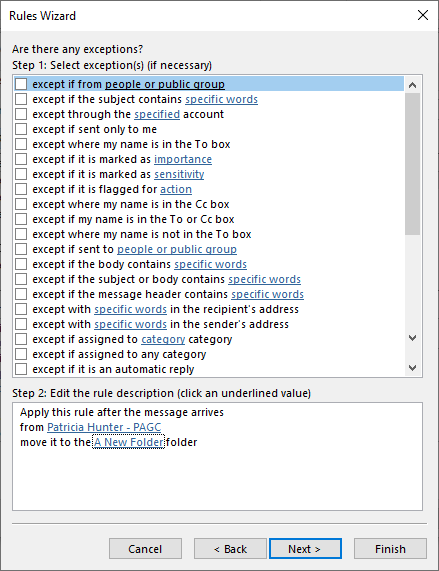 Rules Wizard
Are there any exceptions?
Step 1: Select exception(s) (if necessary)
except if from people or public group
except if the subject contains specific words
except through the specified account
except if sent only to me
except where my name is in the To box
except if it is marked as importance
except if it is marked as sensitivity
except if it is flagged for action
except where my name is in the Cc box
except if my name is in the To or Cc box
except where my name is not in the To box
except if sent to people or public group
except if the body contains specific words
except if the subject or body contains specific words
except if the message header contains specific words
except with specific words in the recipient's address
except with specific words in the sender's address
except if assigned to category category
except if assigned to any category
except if it is an automatic reply
Step 2: Edit the rule description (click an underlined value)
Apply this rule after the message arrives
from Patricia Hunter - PAGC
move it to the A New Folder folder
Cancel < Back Next > Finish